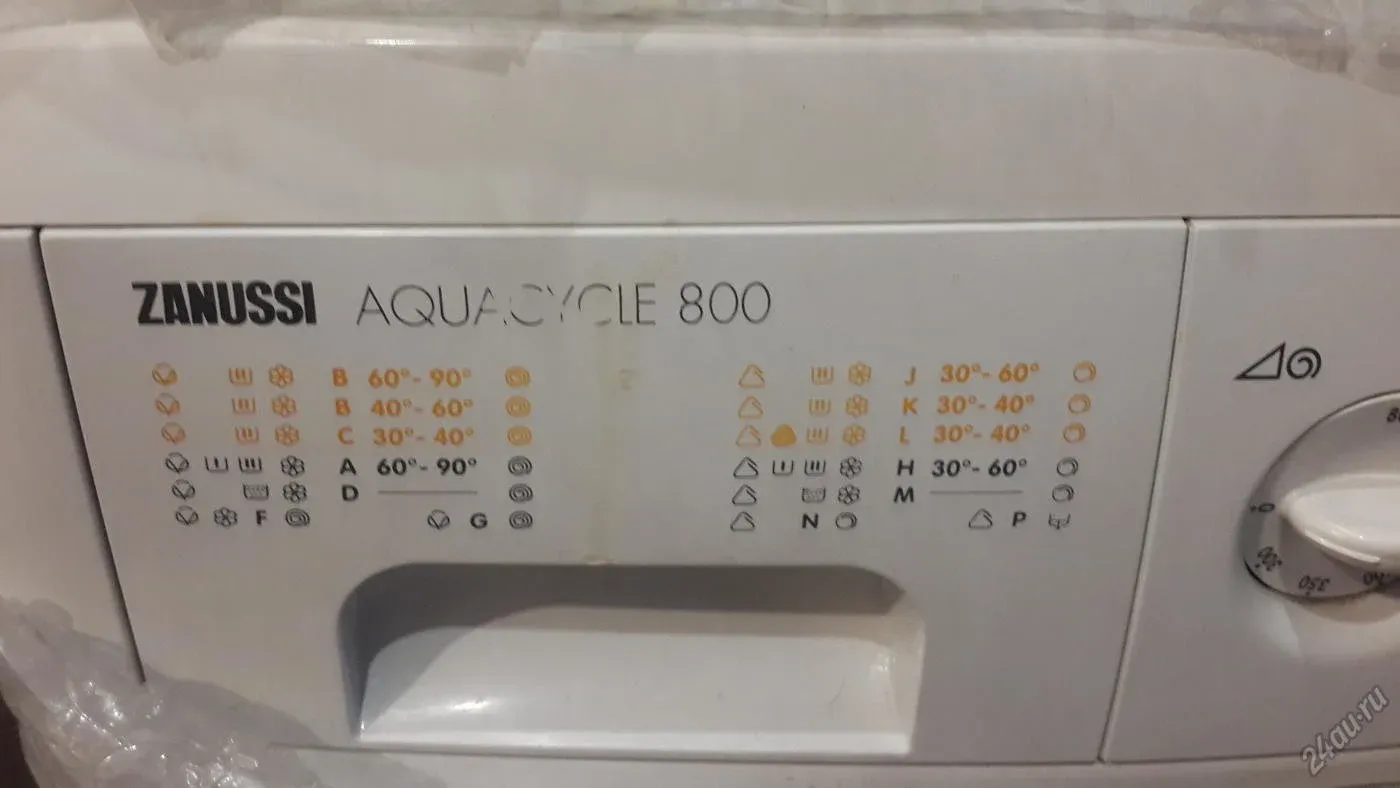 ZANUSSI AQUACYCLE 800
B 60°- 90°
B 40°- 60°
C 30°- 40°
A 60°- 90°
D
F G
J 30°- 60°
K 30°- 40°
L 30°- 40°
H 30°- 60°
M
N P
350
24au.ru